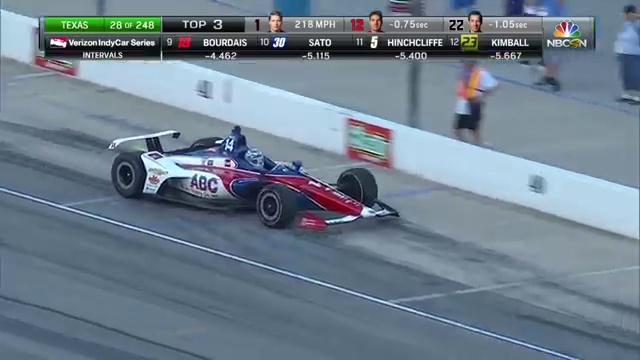 TEXAS 28 OF 248 TOP 3 1 218 MPH 12 -0.75sec 22 -1.05sec
Verizon IndyCar Series 9 18 BOURDAIS 10 30 SATO 11 5 HINCHCLIFFE 12 23 KIMBALL NBCSN
INTERVALS -4.462 -5.115 -5.400 -5.667
14
ABC